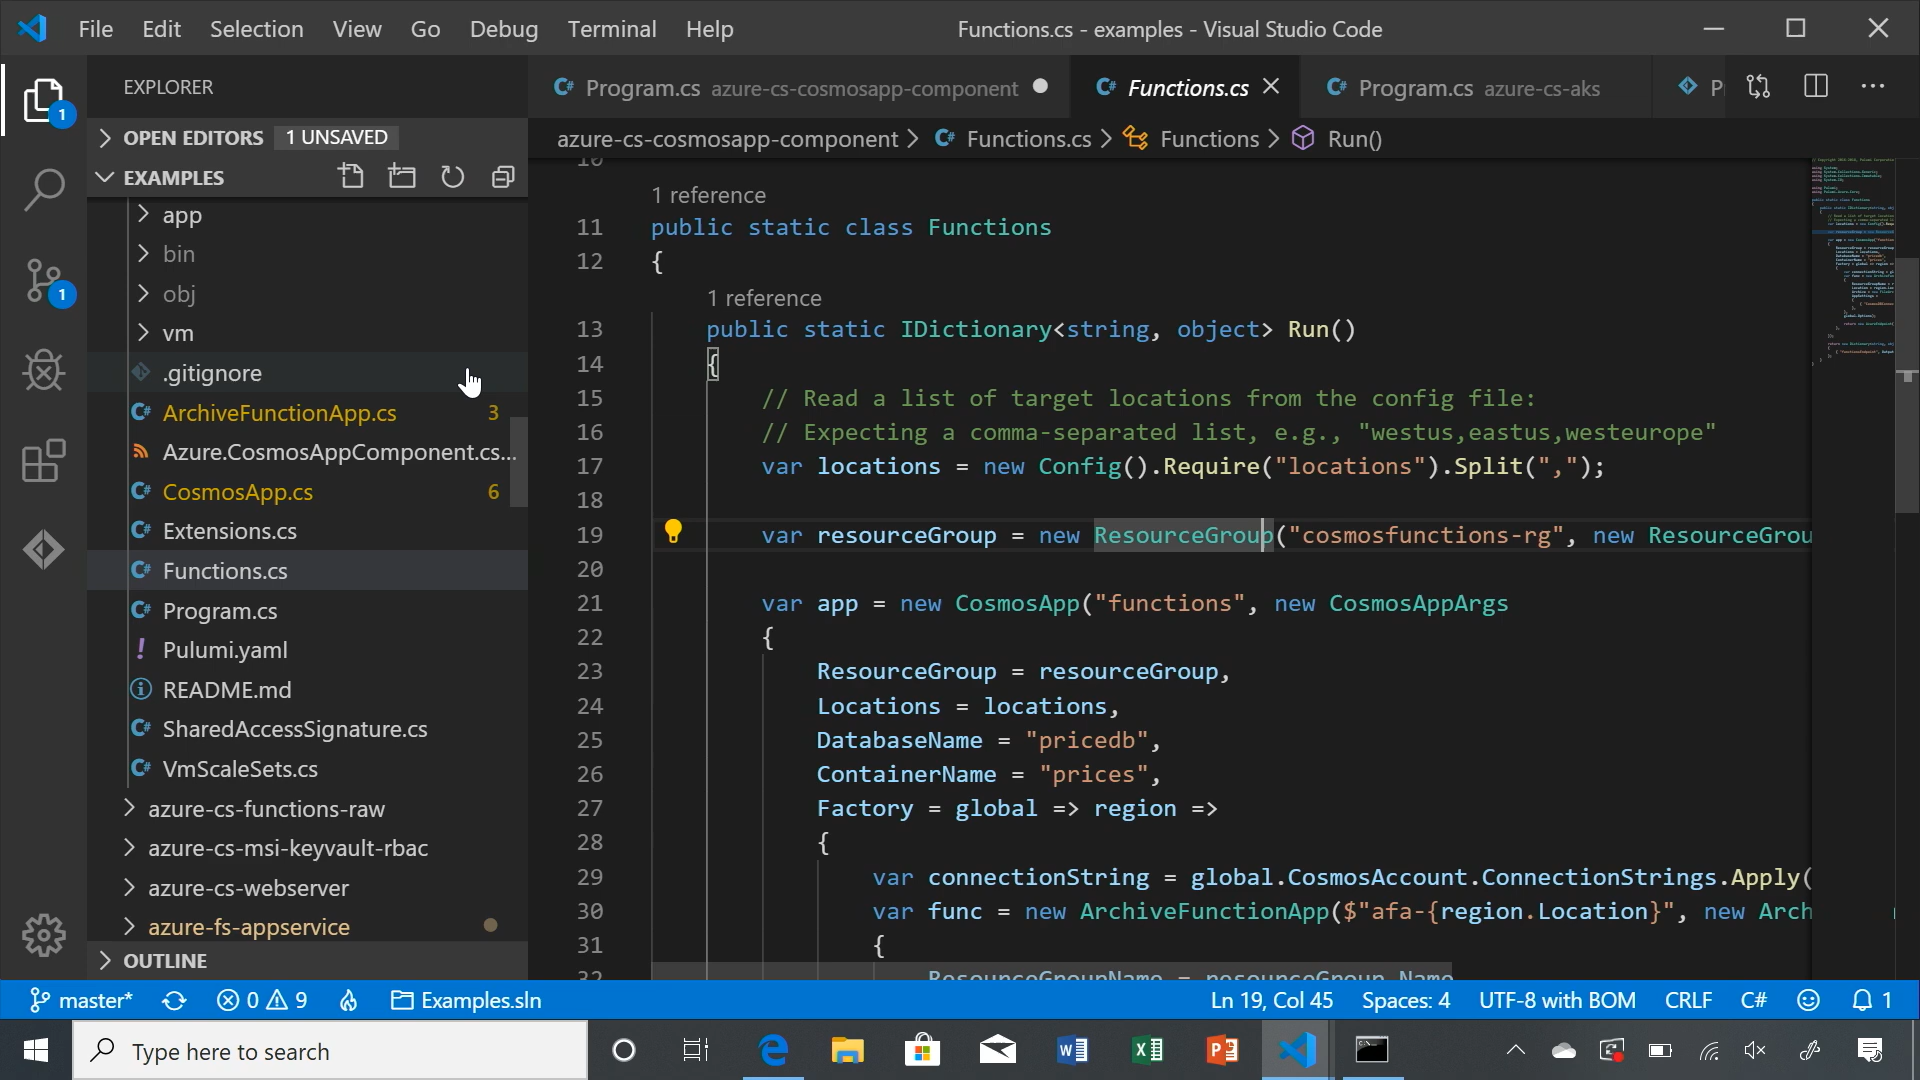 File Edit Selection View Go Debug Terminal Help
Functions.cs - examples - Visual Studio Code
EXPLORER
OPEN EDITORS 1 UNSAVED
EXAMPLES
app
bin
obj
vm
.gitignore
ArchiveFunctionApp.cs 3
Azure.CosmosAppComponent.cs...
CosmosApp.cs 6
Extensions.cs
Functions.cs
Program.cs
Pulumi.yaml
README.md
SharedAccessSignature.cs
VmScaleSets.cs
azure-cs-functions-raw
azure-cs-msi-keyvault-rbac
azure-cs-webserver
azure-fs-appservice
OUTLINE
1
1
Program.cs azure-cs-cosmosapp-component
Functions.cs
Program.cs azure-cs-aks
azure-cs-cosmosapp-component > Functions.cs > Functions > Run()
10
1 reference
11 public static class Functions
12 {
1 reference
13 public static IDictionary<string, object> Run()
14 {
15 // Read a list of target locations from the config file:
16 // Expecting a comma-separated list, e.g., "westus,eastus,westeurope"
17 var locations = new Config().Require("locations").Split(",");
18
19 var resourceGroup = new ResourceGroup("cosmosfunctions-rg", new ResourceGrou
20
21 var app = new CosmosApp("functions", new CosmosAppArgs
22 {
23 ResourceGroup = resourceGroup,
24 Locations = locations,
25 DatabaseName = "pricedb",
26 ContainerName = "prices",
27 Factory = global => region =>
28 {
29 var connectionString = global.CosmosAccount.ConnectionStrings.Apply(
30 var func = new ArchiveFunctionApp($"afa-{region.Location}", new Arch
31 {
32 ResourceGroupName = resourceGroup.Name
master* 0 9 Examples.sln
Ln 19, Col 45 Spaces: 4 UTF-8 with BOM CRLF C# 1
Type here to search